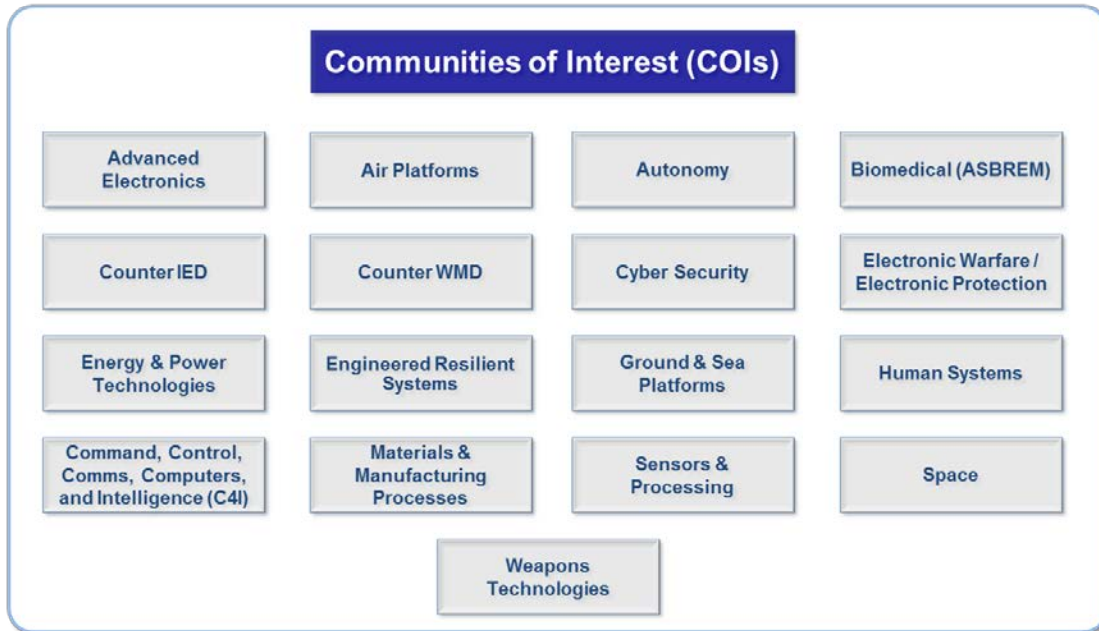 Communities of Interest (COIs)
Advanced
Electronics
Air Platforms
Autonomy
Biomedical (ASBREM)
Counter IED
Counter WMD
Cyber Security
Electronic Warfare /
Electronic Protection
Energy & Power
Technologies
Engineered Resilient
Systems
Ground & Sea
Platforms
Human Systems
Command, Control,
Comms, Computers,
and Intelligence (C4I)
Materials &
Manufacturing
Processes
Sensors &
Processing
Space
Weapons
Technologies